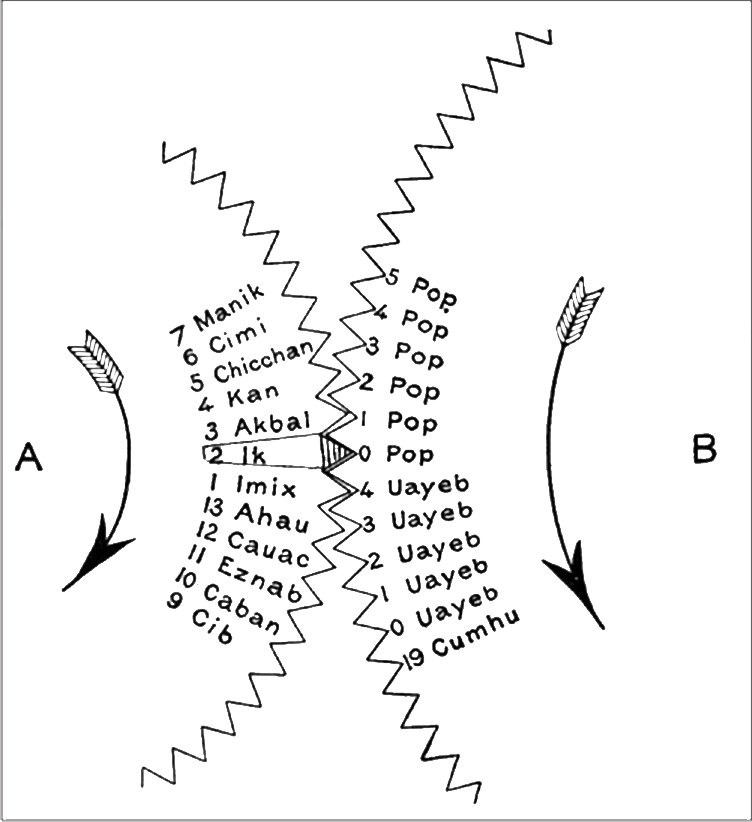 7 Manik
6 Cimi
5 Chicchan
4 Kan
3 Akbal
2 Ik
1 Imix
13 Ahau
12 Cauac
11 Eznab
10 Caban
9 Cib
A
5 Pop
4 Pop
3 Pop
2 Pop
1 Pop
0 Pop
4 Uayeb
3 Uayeb
2 Uayeb
1 Uayeb
0 Uayeb
19 Cumhu
B